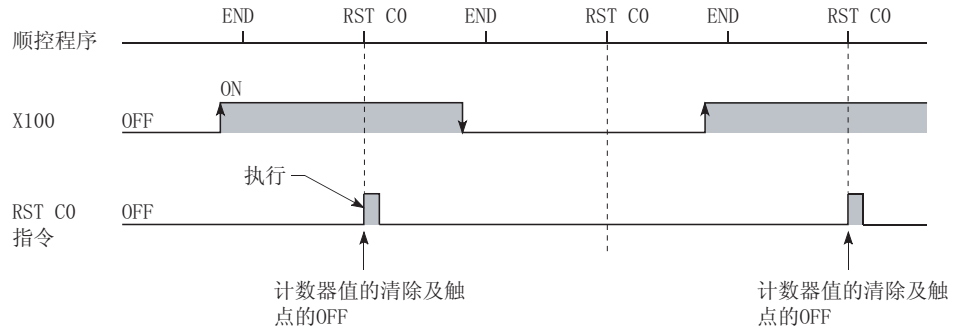 END RST C0 END RST C0 END RST C0
顺控程序
ON
X100 OFF
执行
RST C0 OFF
指令
计数器值的清除及触 计数器值的清除及触
点的OFF 点的OFF